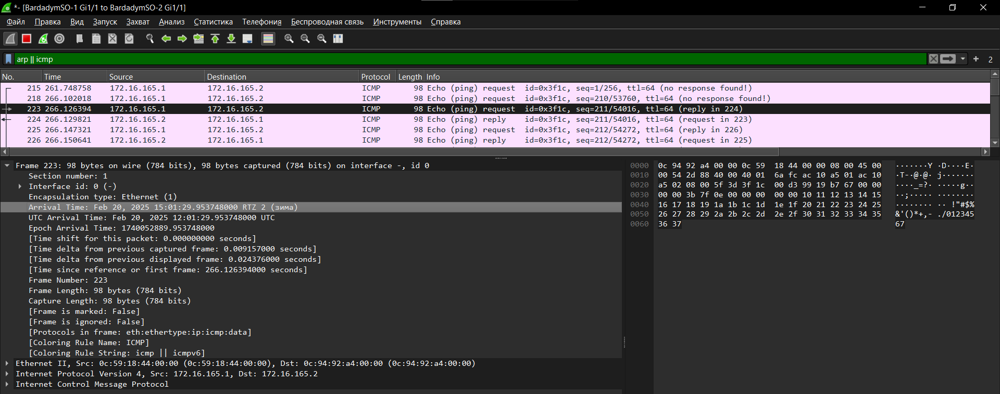 *- [BardadymSO-1 Gi1/1 to BardadymSO-2 Gi1/1]
Файл Правка Вид Запуск Захват Анализ Статистика Телефония Беспроводная связь Инструменты Справка
arp || icmp + 2
No. Time Source Destination Protocol Length Info
215 261.748758 172.16.165.1 172.16.165.2 ICMP 98 Echo (ping) request id=0x3f1c, seq=1/256, ttl=64 (no response found!)
218 266.102018 172.16.165.1 172.16.165.2 ICMP 98 Echo (ping) request id=0x3f1c, seq=210/53760, ttl=64 (no response found!)
223 266.126394 172.16.165.1 172.16.165.2 ICMP 98 Echo (ping) request id=0x3f1c, seq=211/54016, ttl=64 (reply in 224)
224 266.129821 172.16.165.2 172.16.165.1 ICMP 98 Echo (ping) reply id=0x3f1c, seq=211/54016, ttl=64 (request in 223)
225 266.147321 172.16.165.1 172.16.165.2 ICMP 98 Echo (ping) request id=0x3f1c, seq=212/54272, ttl=64 (reply in 226)
226 266.150641 172.16.165.2 172.16.165.1 ICMP 98 Echo (ping) reply id=0x3f1c, seq=212/54272, ttl=64 (request in 225)
Frame 223: 98 bytes on wire (784 bits), 98 bytes captured (784 bits) on interface -, id 0
Section number: 1
Interface id: 0 (-)
Encapsulation type: Ethernet (1)
Arrival Time: Feb 20, 2025 15:01:29.953748000 RTZ 2 (зима)
UTC Arrival Time: Feb 20, 2025 12:01:29.953748000 UTC
Epoch Arrival Time: 1740052889.953748000
[Time shift for this packet: 0.000000000 seconds]
[Time delta from previous captured frame: 0.009157000 seconds]
[Time delta from previous displayed frame: 0.024376000 seconds]
[Time since reference or first frame: 266.126394000 seconds]
Frame Number: 223
Frame Length: 98 bytes (784 bits)
Capture Length: 98 bytes (784 bits)
[Frame is marked: False]
[Frame is ignored: False]
[Protocols in frame: eth:ethertype:ip:icmp:data]
[Coloring Rule Name: ICMP]
[Coloring Rule String: icmp || icmpv6]
Ethernet II, Src: 0c:59:18:44:00:00 (0c:59:18:44:00:00), Dst: 0c:94:92:a4:00:00 (0c:94:92:a4:00:00)
Internet Protocol Version 4, Src: 172.16.165.1, Dst: 172.16.165.2
Internet Control Message Protocol
0000 0c 94 92 a4 00 00 0c 59 18 44 00 00 08 00 45 00 ·······Y ·D····E·
0010 00 54 2d 88 40 00 40 01 6a fc ac 10 a5 01 ac 10 ·T-·@·@· j·······
0020 a5 02 08 00 5f 3d 3f 1c 00 d3 99 19 b7 67 00 00 ····_=?· ·····g··
0030 00 00 3b 7f 0e 00 00 00 00 00 10 11 12 13 14 15 ··;····· ········
0040 16 17 18 19 1a 1b 1c 1d 1e 1f 20 21 22 23 24 25 ········ ·· !"#$%
0050 26 27 28 29 2a 2b 2c 2d 2e 2f 30 31 32 33 34 35 &'()*+,- ./012345
0060 36 37 67